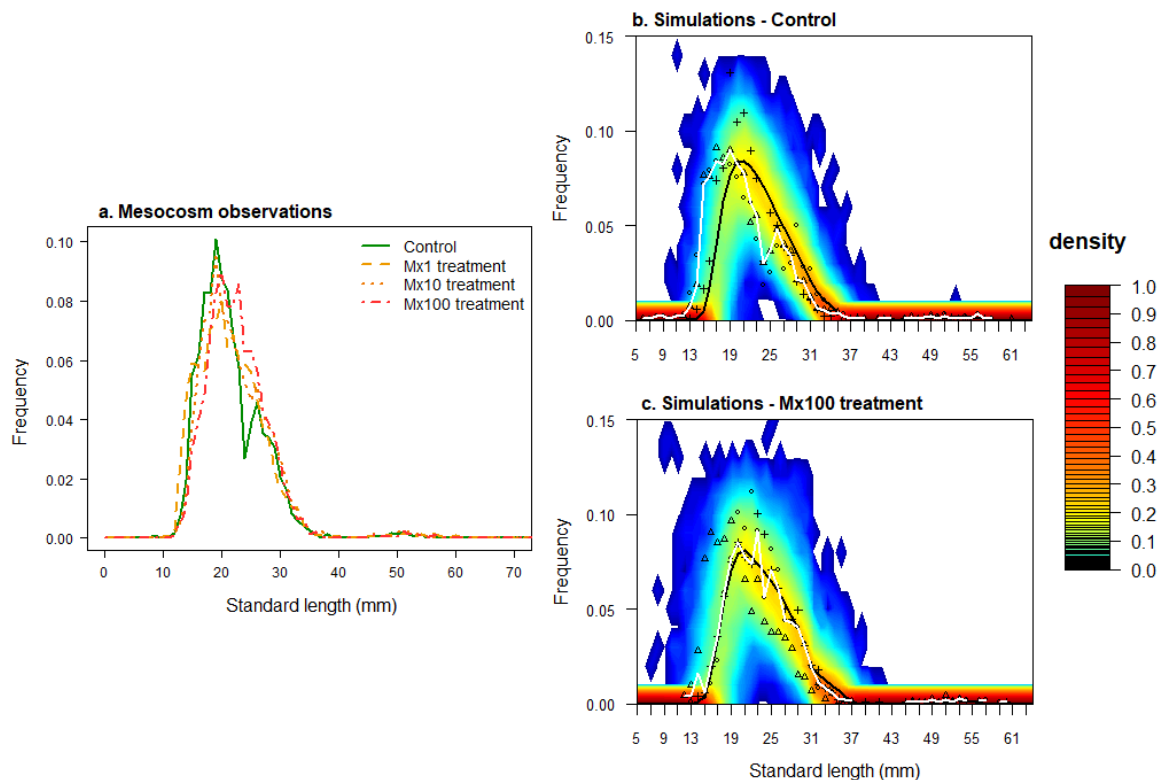 a. Mesocosm observations
Frequency
0.10
0.08
0.06
0.04
0.02
0.00
Control
Mx1 treatment
Mx10 treatment
Mx100 treatment
0 10 20 30 40 50 60 70
Standard length (mm)
b. Simulations - Control
Frequency
0.15
0.10
0.05
0.00
5 9 13 19 25 31 37 43 49 55 61
c. Simulations - Mx100 treatment
Frequency
0.15
0.10
0.05
0.00
5 9 13 19 25 31 37 43 49 55 61
Standard length (mm)
density
1.0
0.9
0.8
0.7
0.6
0.5
0.4
0.3
0.2
0.1
0.0